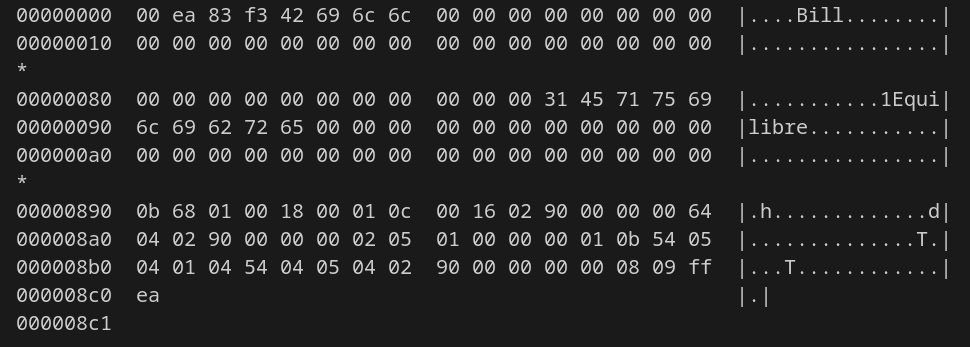 00000000  00 ea 83 f3 42 69 6c 6c  00 00 00 00 00 00 00 00  |....Bill........|
00000010  00 00 00 00 00 00 00 00  00 00 00 00 00 00 00 00  |................|
*
00000080  00 00 00 00 00 00 00 00  00 00 00 31 45 71 75 69  |...........1Equi|
00000090  6c 69 62 72 65 00 00 00  00 00 00 00 00 00 00 00  |libre...........|
000000a0  00 00 00 00 00 00 00 00  00 00 00 00 00 00 00 00  |................|
*
00000890  0b 68 01 00 18 00 01 0c  00 16 02 90 00 00 00 64  |.h.............d|
000008a0  04 02 90 00 00 00 02 05  01 00 00 00 01 0b 54 05  |..............T.|
000008b0  04 01 04 54 04 05 04 02  90 00 00 00 00 08 09 ff  |...T............|
000008c0  ea                                                |.|
000008c1